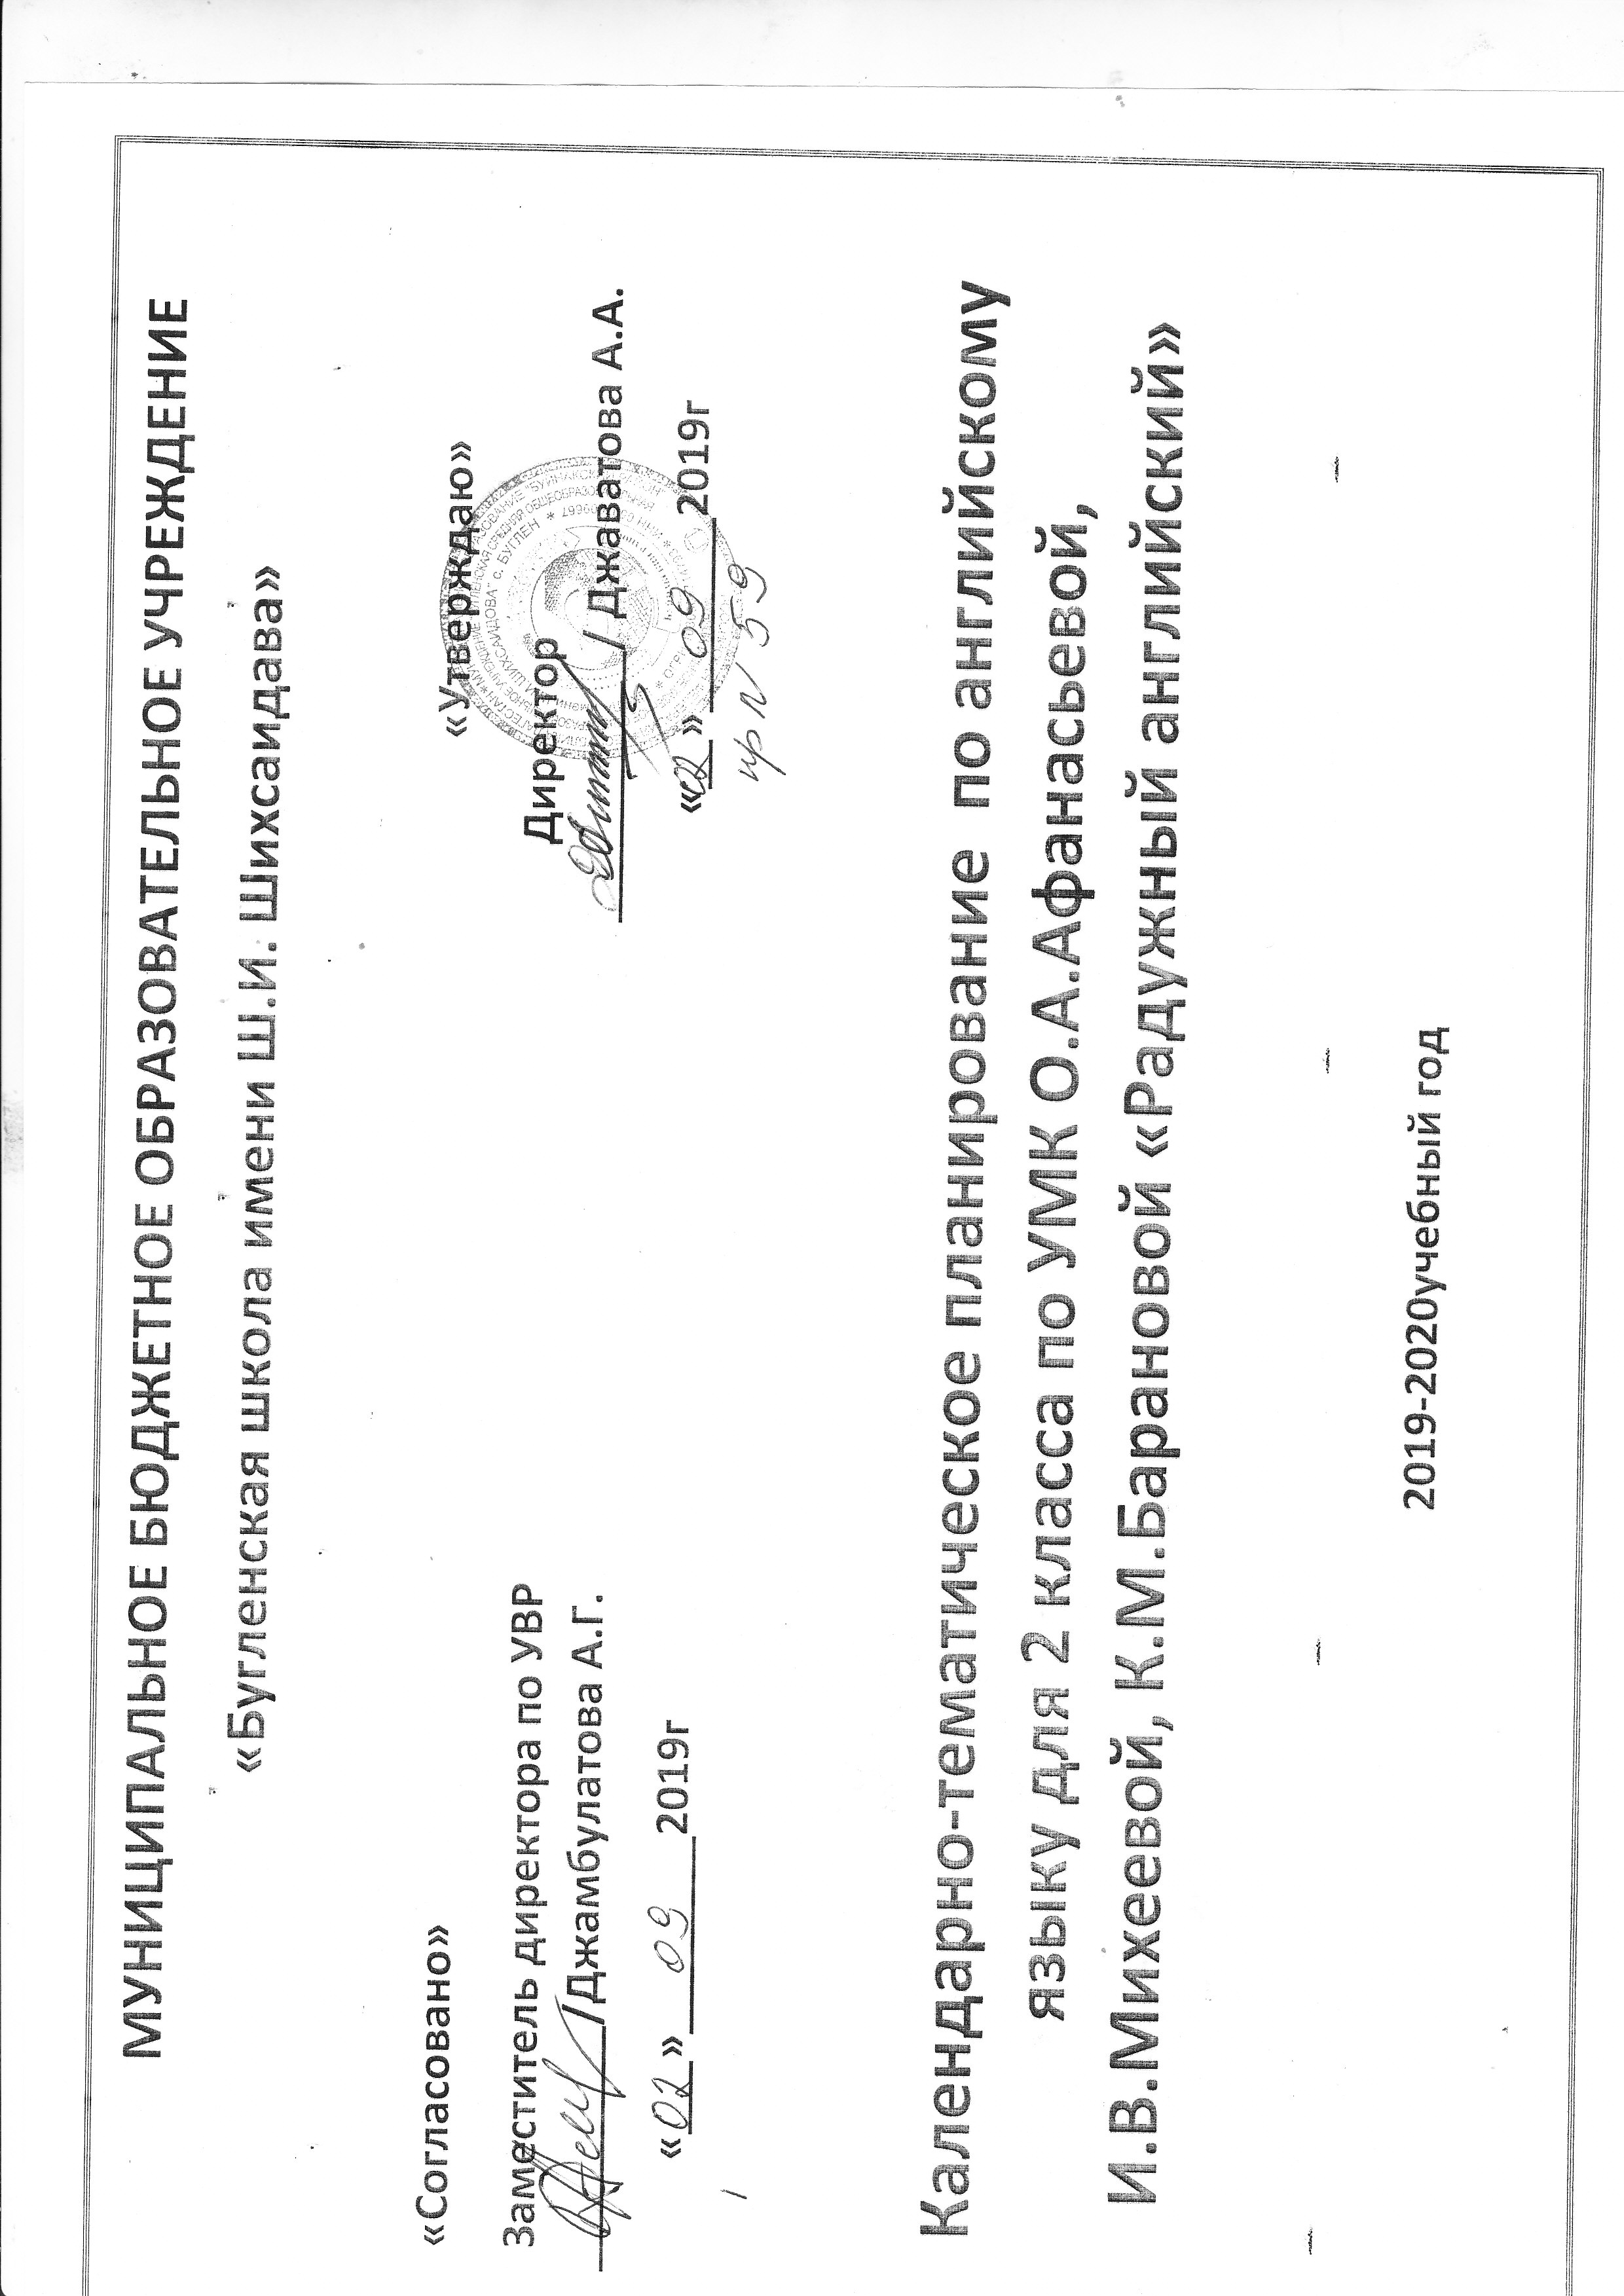 МУНИЦИПАЛЬНОЕ БЮДЖЕТНОЕ ОБРАЗОВАТЕЛЬНОЕ УЧРЕЖДЕНИЕ
«Бугленская школа имени Ш.И. Шихсаидава»
«Согласовано»
Заместитель директора по УВР
/Джамбулатова А.Г.
«02» 09 2019г
«Утверждаю»
Директор
/ Джаватова А.А.
«02» 09 2019г
пр N 59
Календарно-тематическое планирование по английскому
языку для 2 класса по УМК О.А.Афанасьевой,
И.В.Михеевой, К.М.Барановой «Радужный английский»
2019-2020учебный год